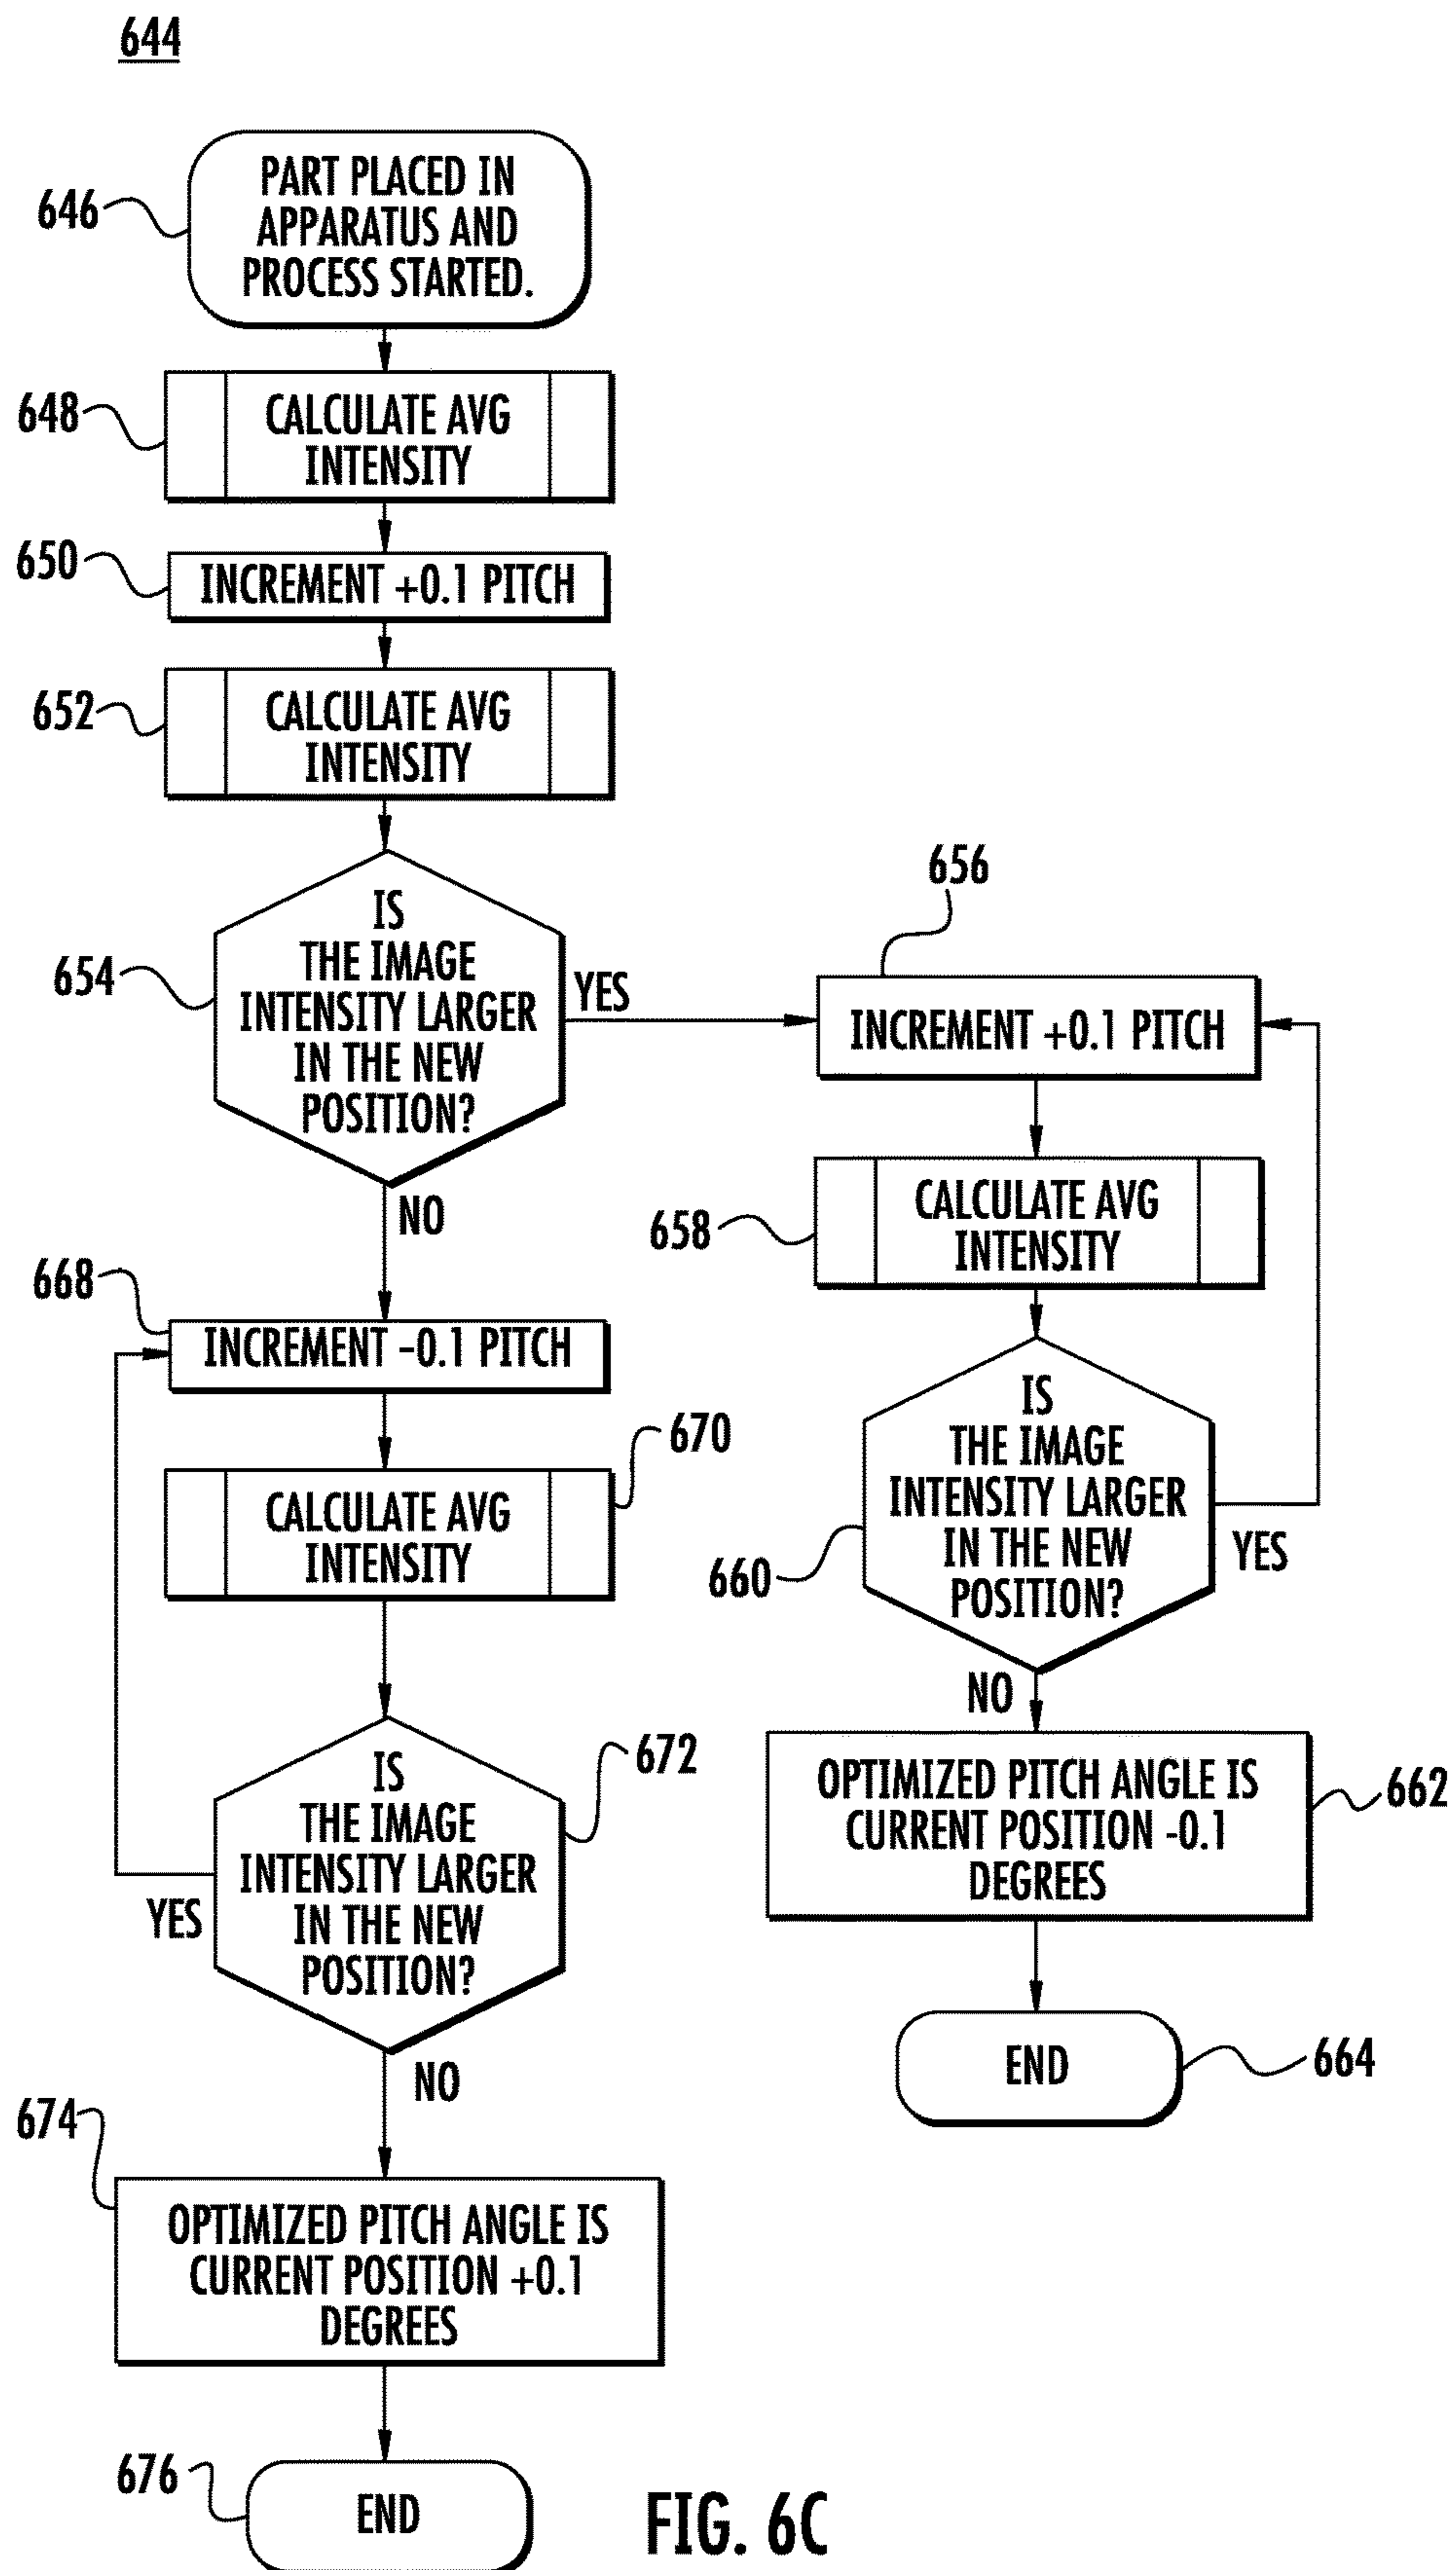 644
646
PART PLACED IN
APPARATUS AND
PROCESS STARTED.
648
CALCULATE AVG
INTENSITY
650
INCREMENT +0.1 PITCH
652
CALCULATE AVG
INTENSITY
654
IS
THE IMAGE
INTENSITY LARGER
IN THE NEW
POSITION?
YES
NO
656
INCREMENT +0.1 PITCH
658
CALCULATE AVG
INTENSITY
660
IS
THE IMAGE
INTENSITY LARGER
IN THE NEW
POSITION?
YES
NO
662
OPTIMIZED PITCH ANGLE IS
CURRENT POSITION -0.1
DEGREES
664
END
668
INCREMENT -0.1 PITCH
670
CALCULATE AVG
INTENSITY
672
IS
THE IMAGE
INTENSITY LARGER
IN THE NEW
POSITION?
YES
NO
674
OPTIMIZED PITCH ANGLE IS
CURRENT POSITION +0.1
DEGREES
676
END
FIG. 6C